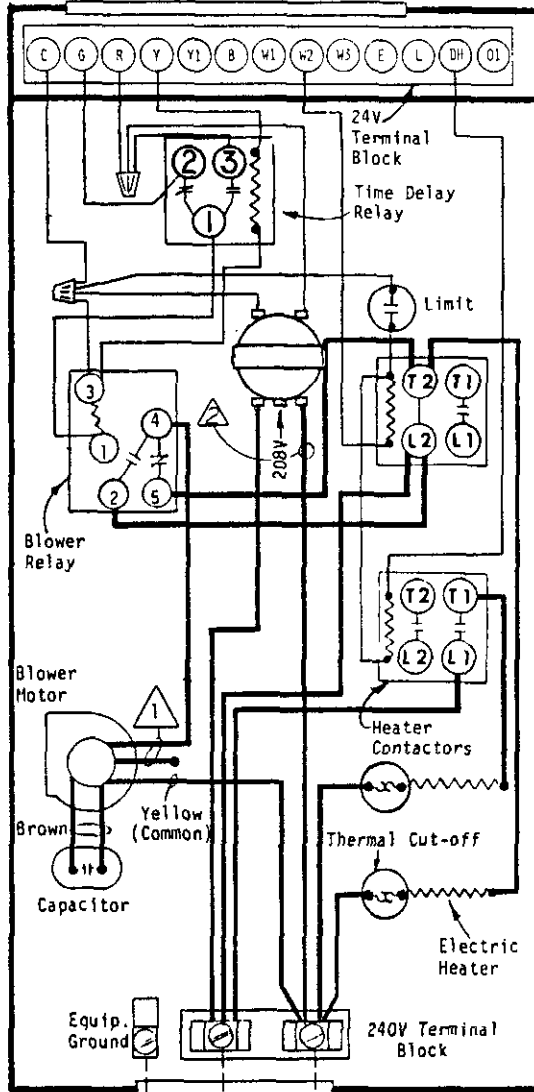 C G R Y Y1 B W1 W2 W3 E L DH O1
24V
Terminal
Block
2 3
1
Time Delay
Relay
Limit
3
4
1
2 5
2
208V
T2 T1
L2 L1
Blower
Relay
T2 T1
L2 L1
Blower
Motor
1
Heater
Contactors
Yellow
(Common)
Brown
Thermal Cut-off
Capacitor
Electric
Heater
Equip.
Ground
240V Terminal
Block